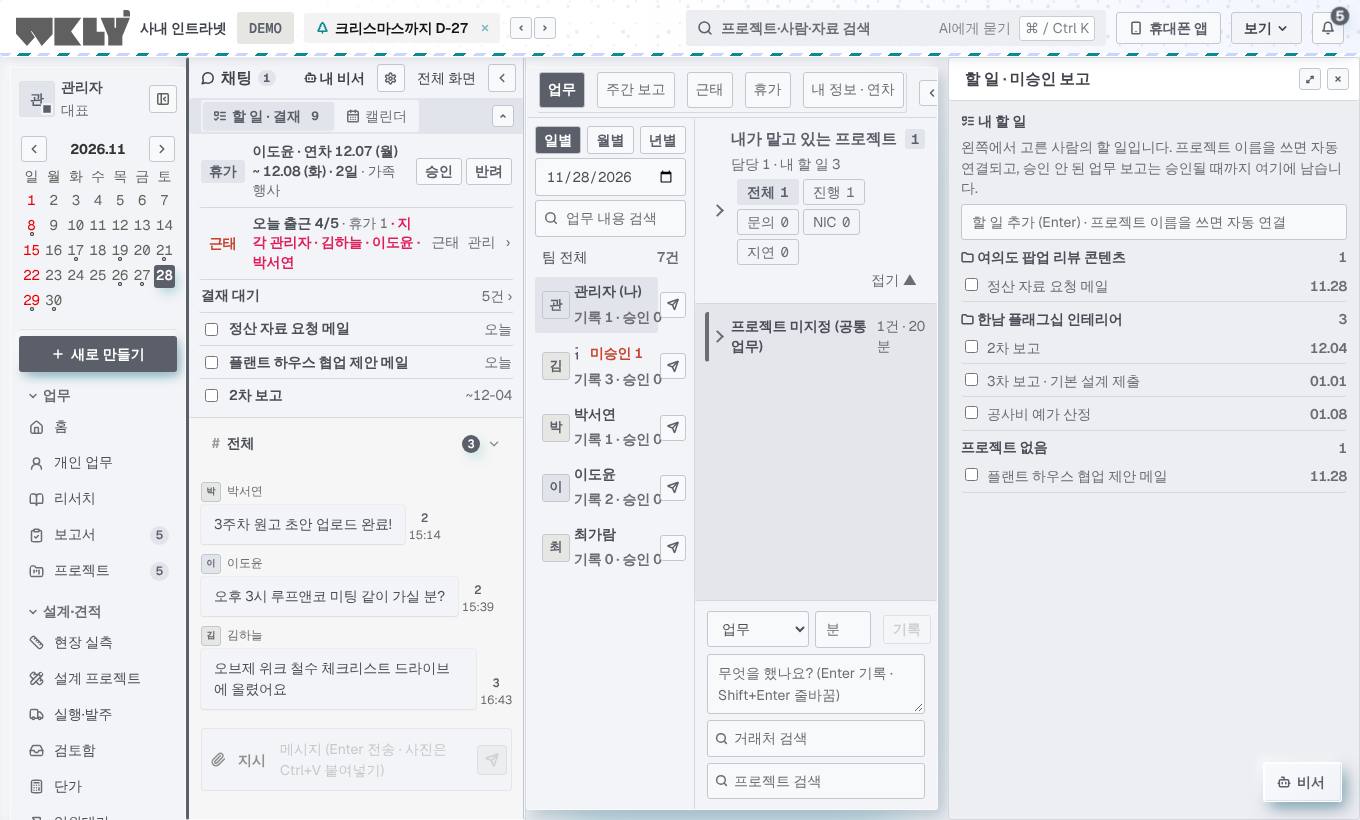 WKLY 사내 인트라넷 DEMO 크리스마스까지 D-27 × 프로젝트·사람·자료 검색 AI에게 묻기 ⌘ / Ctrl K 휴대폰 앱 보기 5
관 관리자
대표
2026.11
일 월 화 수 목 금 토
1 2 3 4 5 6 7
8 9 10 11 12 13 14
15 16 17 18 19 20 21
22 23 24 25 26 27 28
29 30
+ 새로 만들기
업무
홈
개인 업무
리서치
보고서 5
프로젝트 5
설계·견적
현장 실측
설계 프로젝트
실행·발주
검토함
단가
채팅 1 내 비서 전체 화면
할 일·결재 9 캘린더
휴가 이도윤 · 연차 12.07 (월) ~ 12.08 (화) · 2일 · 가족 행사 승인 반려
근태 오늘 출근 4/5 · 휴가 1 · 지각 관리자 · 김하늘 · 이도윤 · 박서연 근태 관리 ›
결재 대기 5건 ›
정산 자료 요청 메일 오늘
플랜트 하우스 협업 제안 메일 오늘
2차 보고 ~12-04
# 전체 3
박 박서연
3주차 원고 초안 업로드 완료! 2 15:14
이 이도윤
오후 3시 루프앤코 미팅 같이 가실 분? 2 15:39
김 김하늘
오브제 위크 철수 체크리스트 드라이브
에 올렸어요 3 16:43
지시 메시지 (Enter 전송 · 사진은
Ctrl+V 붙여넣기)
업무 주간 보고 근태 휴가 내 정보 · 연차
일별 월별 년별
11/28/2026
업무 내용 검색
팀 전체 7건
관 관리자 (나)
기록 1 · 승인 0
김 미승인 1
기록 3 · 승인 0
박 박서연
기록 1 · 승인 0
이 이도윤
기록 2 · 승인 0
최 최가람
기록 0 · 승인 0
내가 맡고 있는 프로젝트 1
담당 1 · 내 할 일 3
전체 1 진행 1
문의 0 NIC 0
지연 0
접기 ▲
프로젝트 미지정 (공통 1건 · 20
업무) 분
업무 분 기록
무엇을 했나요? (Enter 기록 ·
Shift+Enter 줄바꿈)
거래처 검색
프로젝트 검색
할 일 · 미승인 보고
내 할 일
왼쪽에서 고른 사람의 할 일입니다. 프로젝트 이름을 쓰면 자동
연결되고, 승인 안 된 업무 보고는 승인될 때까지 여기에 남습니
다.
할 일 추가 (Enter) · 프로젝트 이름을 쓰면 자동 연결
여의도 팝업 리뷰 콘텐츠 1
정산 자료 요청 메일 11.28
한남 플래그십 인테리어 3
2차 보고 12.04
3차 보고 · 기본 설계 제출 01.01
공사비 예가 산정 01.08
프로젝트 없음 1
플랜트 하우스 협업 제안 메일 11.28
비서